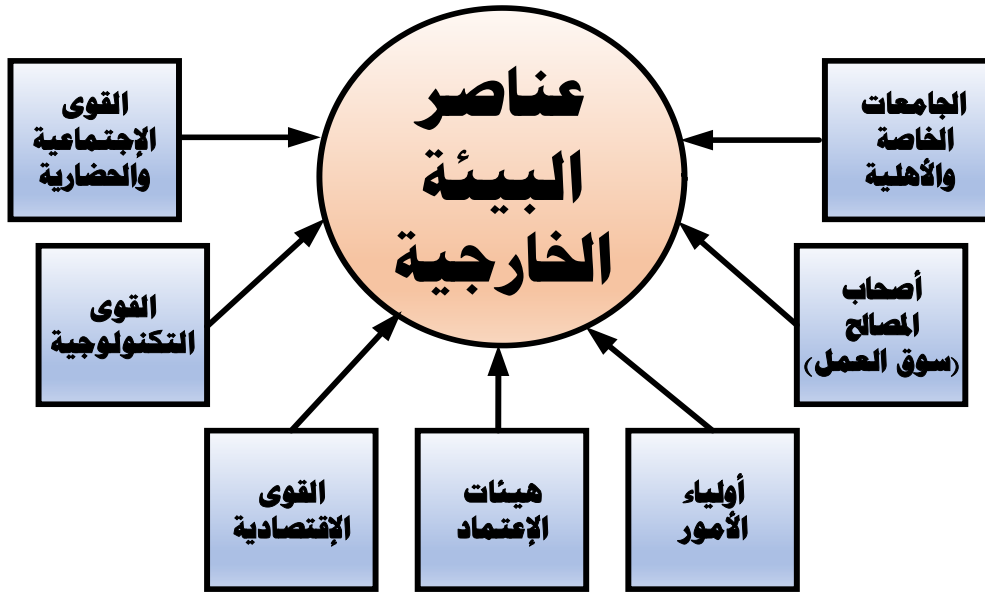 عناصر
البيئة
الخارجية
الجامعات
الخاصة
والأهلية
أصحاب
المصالح
(سوق العمل)
أولياء
الأمور
هيئات
الإعتماد
القوى
الإقتصادية
القوى
التكنولوجية
القوى
الإجتماعية
والحضارية